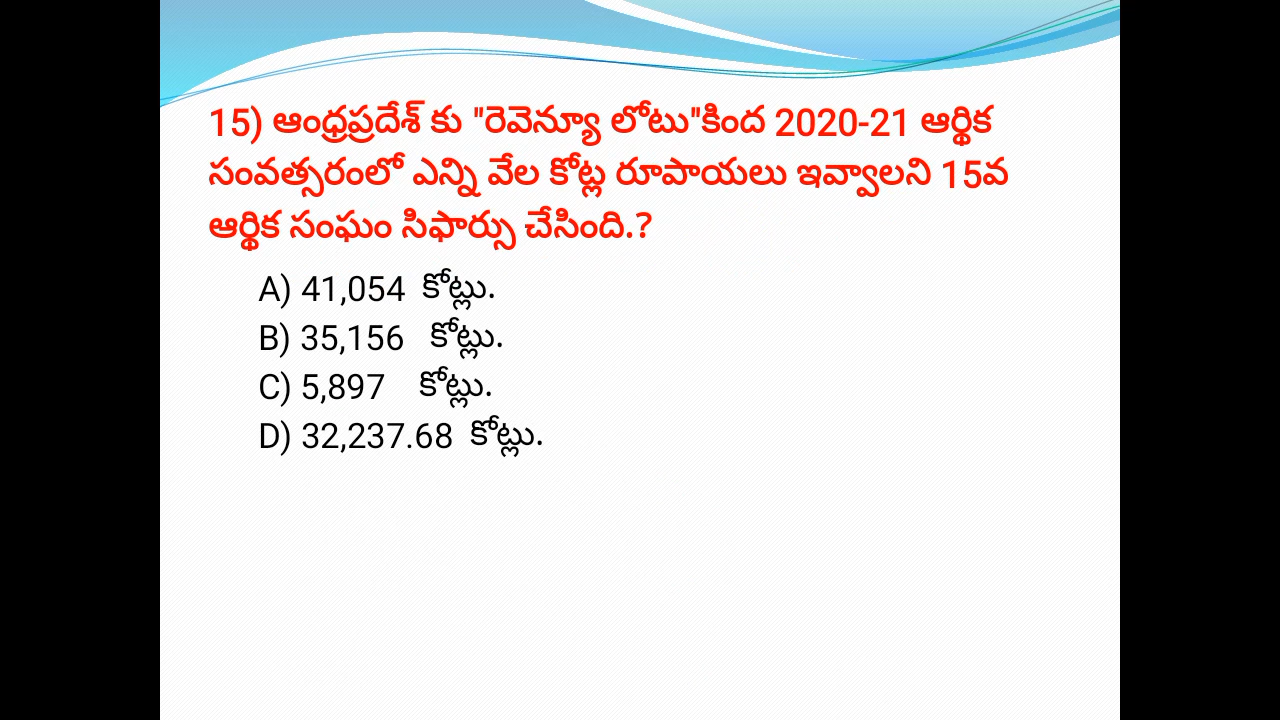 15) ఆంధ్రప్రదేశ్ కు "రెవెన్యూ లోటు"కింద 2020-21 ఆర్థిక
సంవత్సరంలో ఎన్ని వేల కోట్ల రూపాయలు ఇవ్వాలని 15వ
ఆర్థిక సంఘం సిఫార్సు చేసింది.?
A) 41,054 కోట్లు.
B) 35,156 కోట్లు.
C) 5,897 కోట్లు.
D) 32,237.68 కోట్లు.